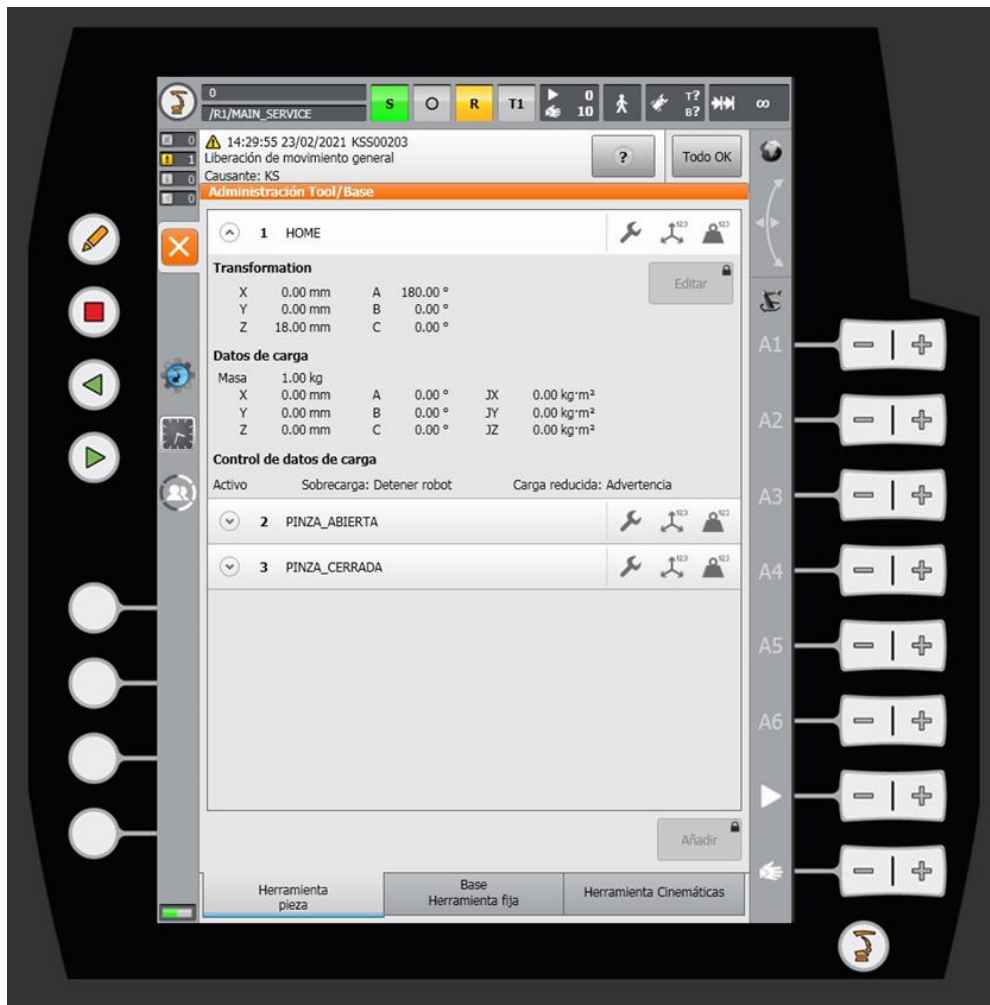 0
/R1/MAIN_SERVICE
S
O
R
T1
0
10
T?
B?
∞
0
1
0
0
14:29:55 23/02/2021 KSS00203
Liberación de movimiento general
Causante: KS
?
Todo OK
Administración Tool/Base
1 HOME
123
123
Transformation
Editar
X 0.00 mm A 180.00 °
Y 0.00 mm B 0.00 °
Z 18.00 mm C 0.00 °
Datos de carga
Masa 1.00 kg
X 0.00 mm A 0.00 ° JX 0.00 kg·m²
Y 0.00 mm B 0.00 ° JY 0.00 kg·m²
Z 0.00 mm C 0.00 ° JZ 0.00 kg·m²
Control de datos de carga
Activo Sobrecarga: Detener robot Carga reducida: Advertencia
2 PINZA_ABIERTA
123
123
3 PINZA_CERRADA
123
123
Añadir
Herramienta
pieza
Base
Herramienta fija
Herramienta Cinemáticas
A1
A2
A3
A4
A5
A6